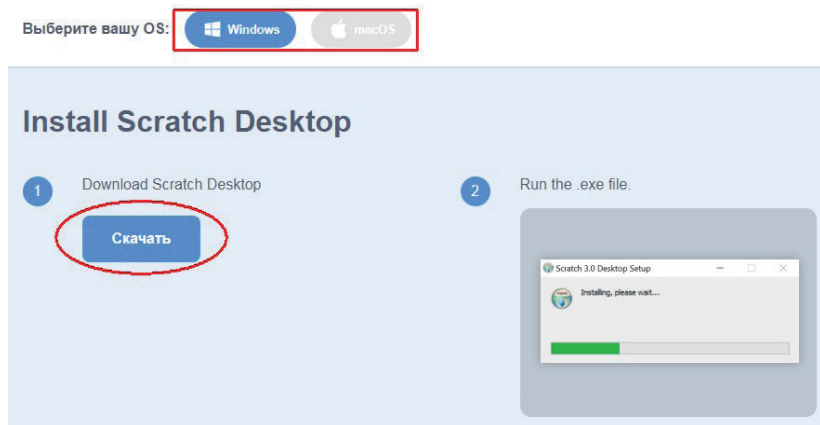 Выберите вашу OS: Windows macOS
Install Scratch Desktop
1 Download Scratch Desktop
Скачать
2 Run the .exe file.
Scratch 3.0 Desktop Setup
Installing, please wait...